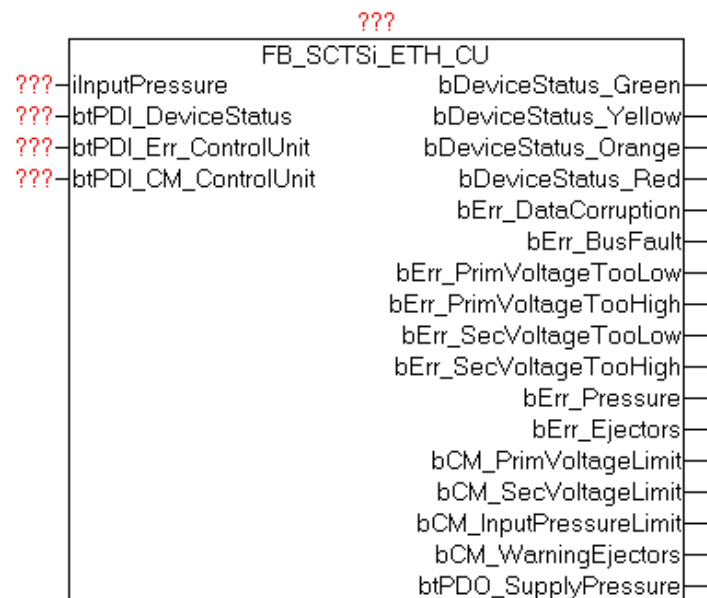 ???
FB_SCTSi_ETH_CU
??? iInputPressure bDeviceStatus_Green
??? btPDI_DeviceStatus bDeviceStatus_Yellow
??? btPDI_Err_ControlUnit bDeviceStatus_Orange
??? btPDI_CM_ControlUnit bDeviceStatus_Red
bErr_DataCorruption
bErr_BusFault
bErr_PrimVoltageTooLow
bErr_PrimVoltageTooHigh
bErr_SecVoltageTooLow
bErr_SecVoltageTooHigh
bErr_Pressure
bErr_Ejectors
bCM_PrimVoltageLimit
bCM_SecVoltageLimit
bCM_InputPressureLimit
bCM_WarningEjectors
btPDO_SupplyPressure